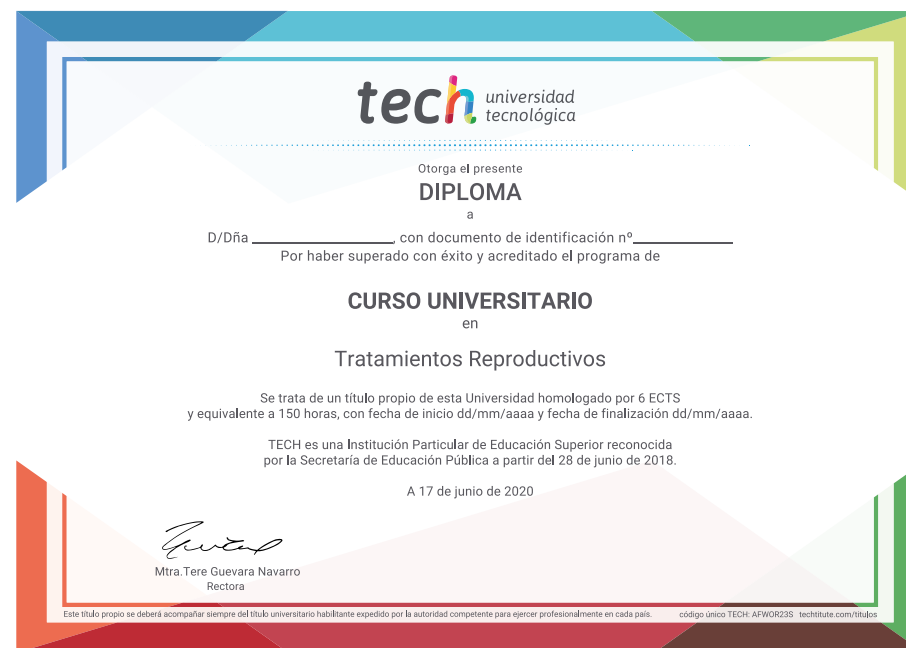 tech universidad
tecnológica
Otorga el presente
DIPLOMA
a
D/Dña ____________________, con documento de identificación nº______________
Por haber superado con éxito y acreditado el programa de
CURSO UNIVERSITARIO
en
Tratamientos Reproductivos
Se trata de un título propio de esta Universidad homologado por 6 ECTS
y equivalente a 150 horas, con fecha de inicio dd/mm/aaaa y fecha de finalización dd/mm/aaaa.
TECH es una Institución Particular de Educación Superior reconocida
por la Secretaría de Educación Pública a partir del 28 de junio de 2018.
A 17 de junio de 2020
Mtra.Tere Guevara Navarro
Rectora
Este título propio se deberá acompañar siempre del título universitario habilitante expedido por la autoridad competente para ejercer profesionalmente en cada país. código único TECH: AFWOR23S techtitute.com/titulos